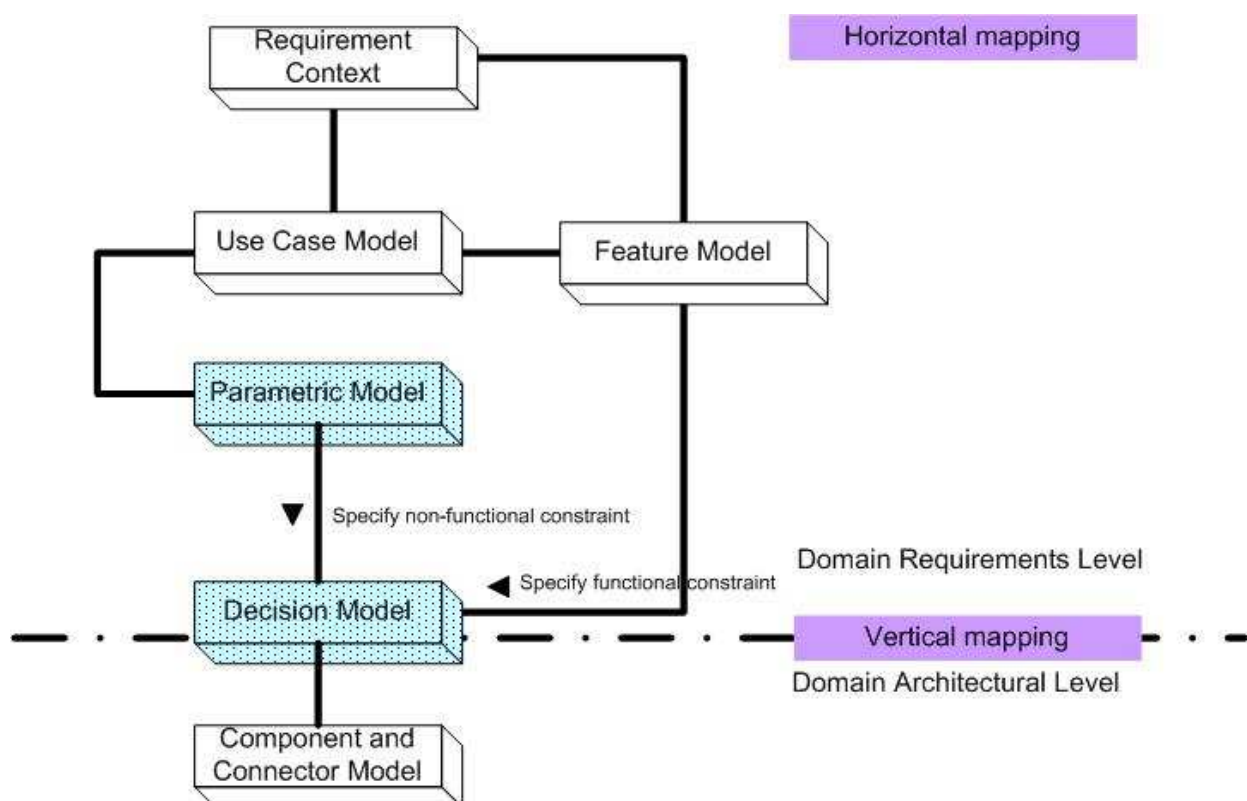 Requirement
Context
Horizontal mapping
Use Case Model
Feature Model
Parametric Model
Specify non-functional constraint
Domain Requirements Level
Specify functional constraint
Decision Model
Vertical mapping
Domain Architectural Level
Component and
Connector Model